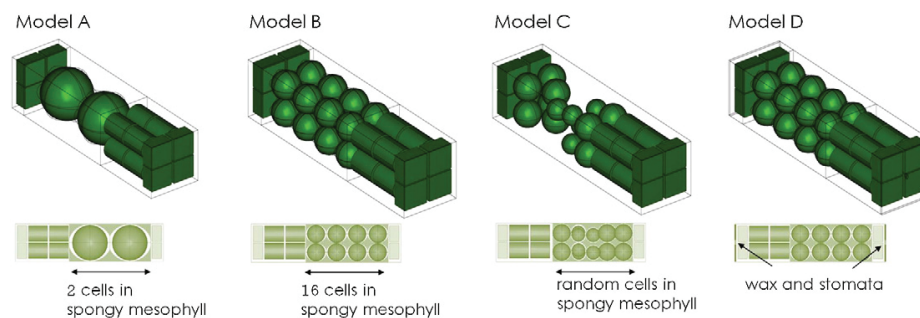 Model A
Model B
Model C
Model D
2 cells in
spongy mesophyll
16 cells in
spongy mesophyll
random cells in
spongy mesophyll
wax and stomata